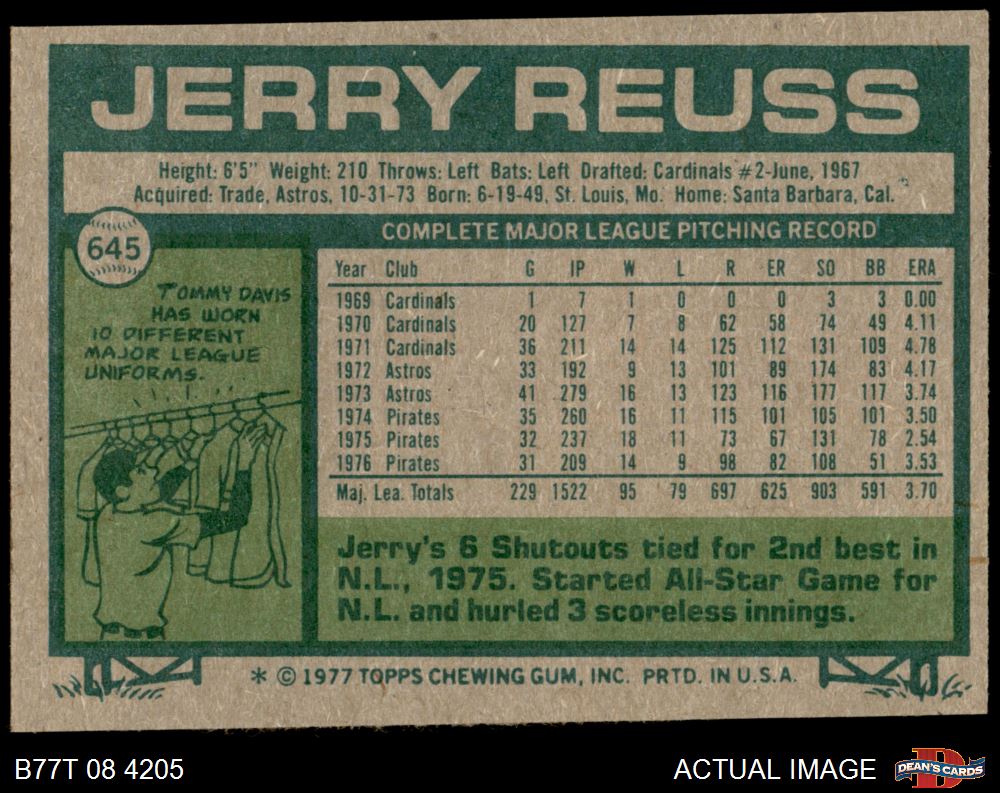 JERRY REUSS
Height: 6'5" Weight: 210 Throws: Left Bats: Left Drafted: Cardinals #2-June, 1967
Acquired: Trade, Astros, 10-31-73 Born: 6-19-49, St. Louis, Mo. Home: Santa Barbara, Cal.
645
TOMMY DAVIS
HAS WORN
10 DIFFERENT
MAJOR LEAGUE
UNIFORMS.
COMPLETE MAJOR LEAGUE PITCHING RECORD
Year Club G IP W L R ER SO BB ERA
1969 Cardinals 1 7 1 0 0 0 3 3 0.00
1970 Cardinals 20 127 7 8 62 58 74 49 4.11
1971 Cardinals 36 211 14 14 125 112 131 109 4.78
1972 Astros 33 192 9 13 101 89 174 83 4.17
1973 Astros 41 279 16 13 123 116 177 117 3.74
1974 Pirates 35 260 16 11 115 101 105 101 3.50
1975 Pirates 32 237 18 11 73 67 131 78 2.54
1976 Pirates 31 209 14 9 98 82 108 51 3.53
Maj. Lea. Totals 229 1522 95 79 697 625 903 591 3.70
Jerry's 6 Shutouts tied for 2nd best in
N.L., 1975. Started All-Star Game for
N.L. and hurled 3 scoreless innings.
* © 1977 TOPPS CHEWING GUM, INC. PRTD. IN U.S.A.
B77T 08 4205
ACTUAL IMAGE
D
DEAN'S CARDS